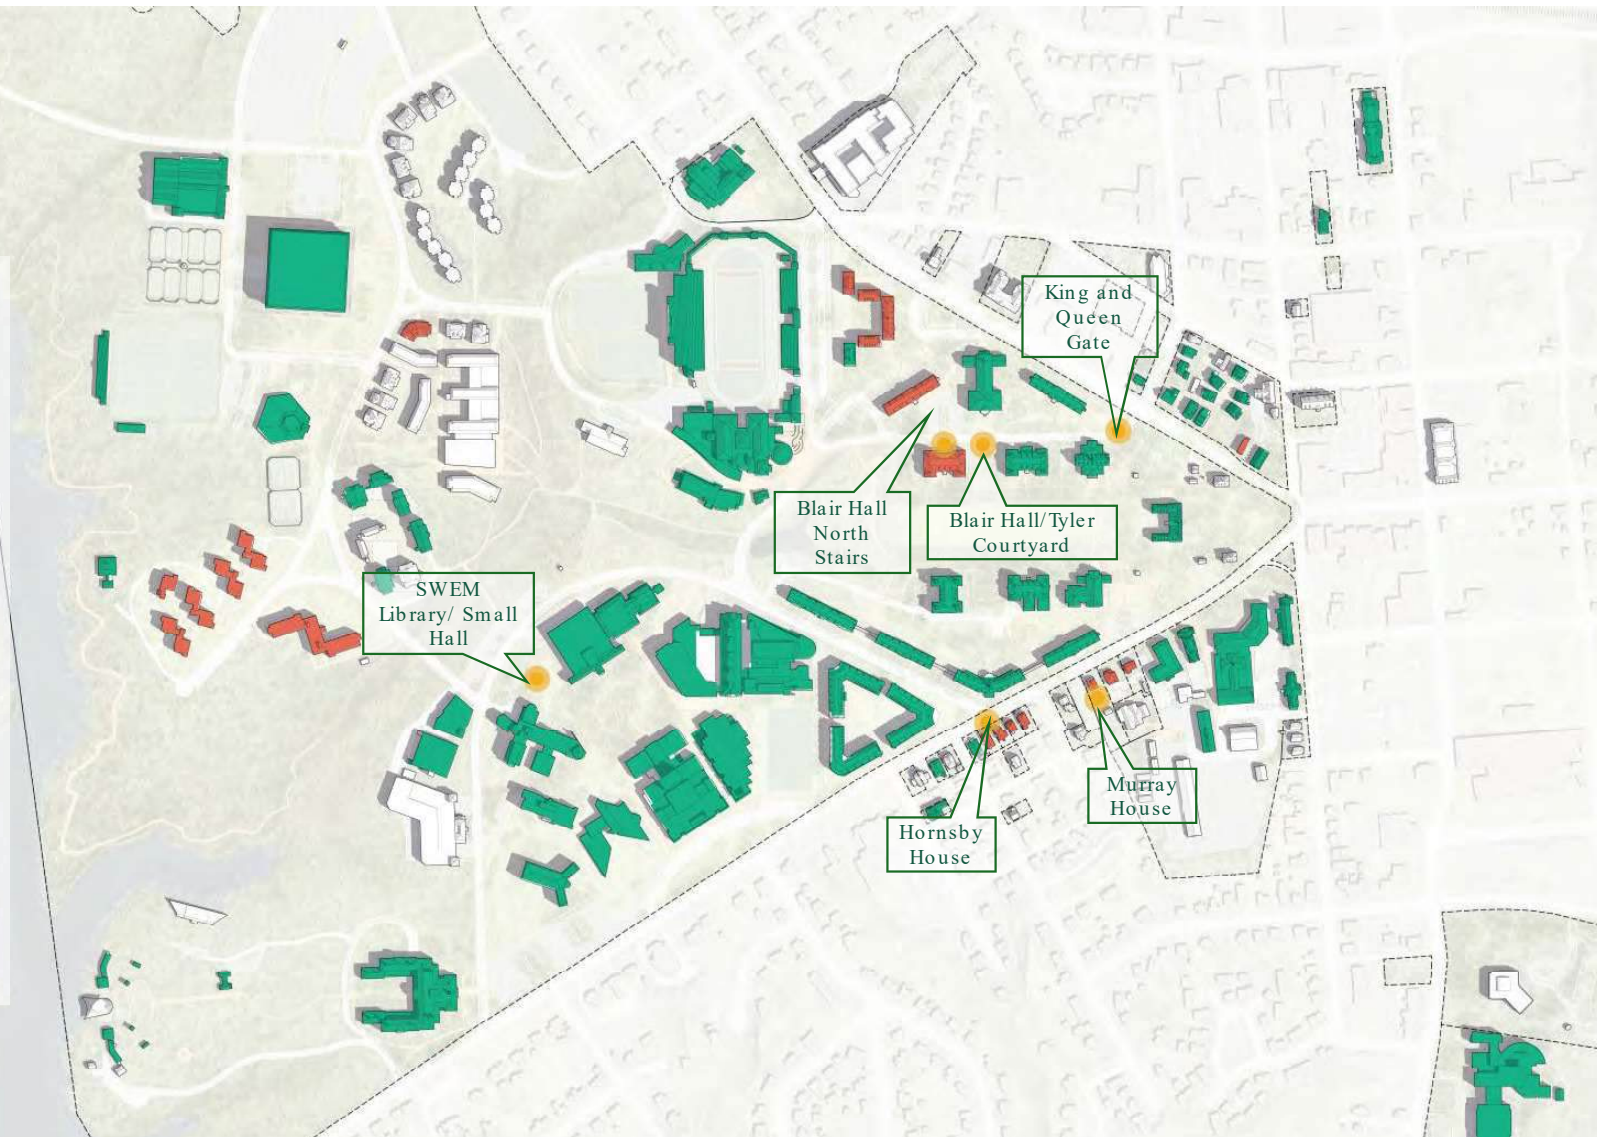 King and
Queen
Gate
Blair Hall
North
Stairs
Blair Hall/Tyler
Courtyard
SWEM
Library/ Small
Hall
Murray
House
Hornsby
House